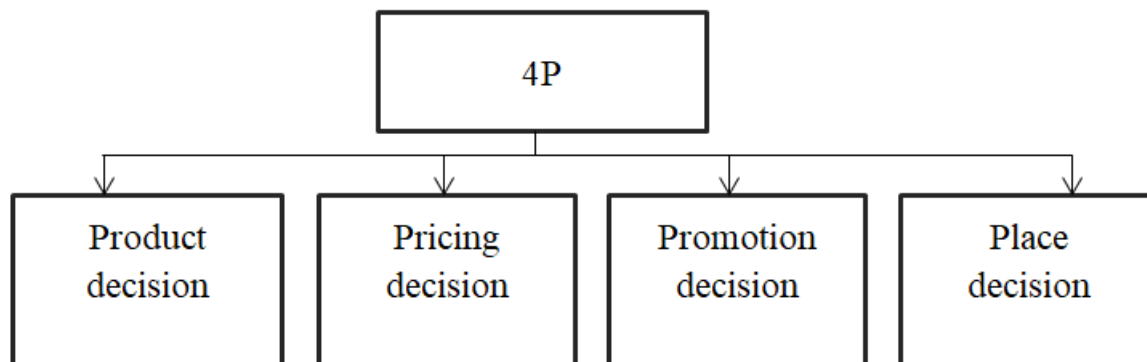 4P
Product
decision
Pricing
decision
Promotion
decision
Place
decision